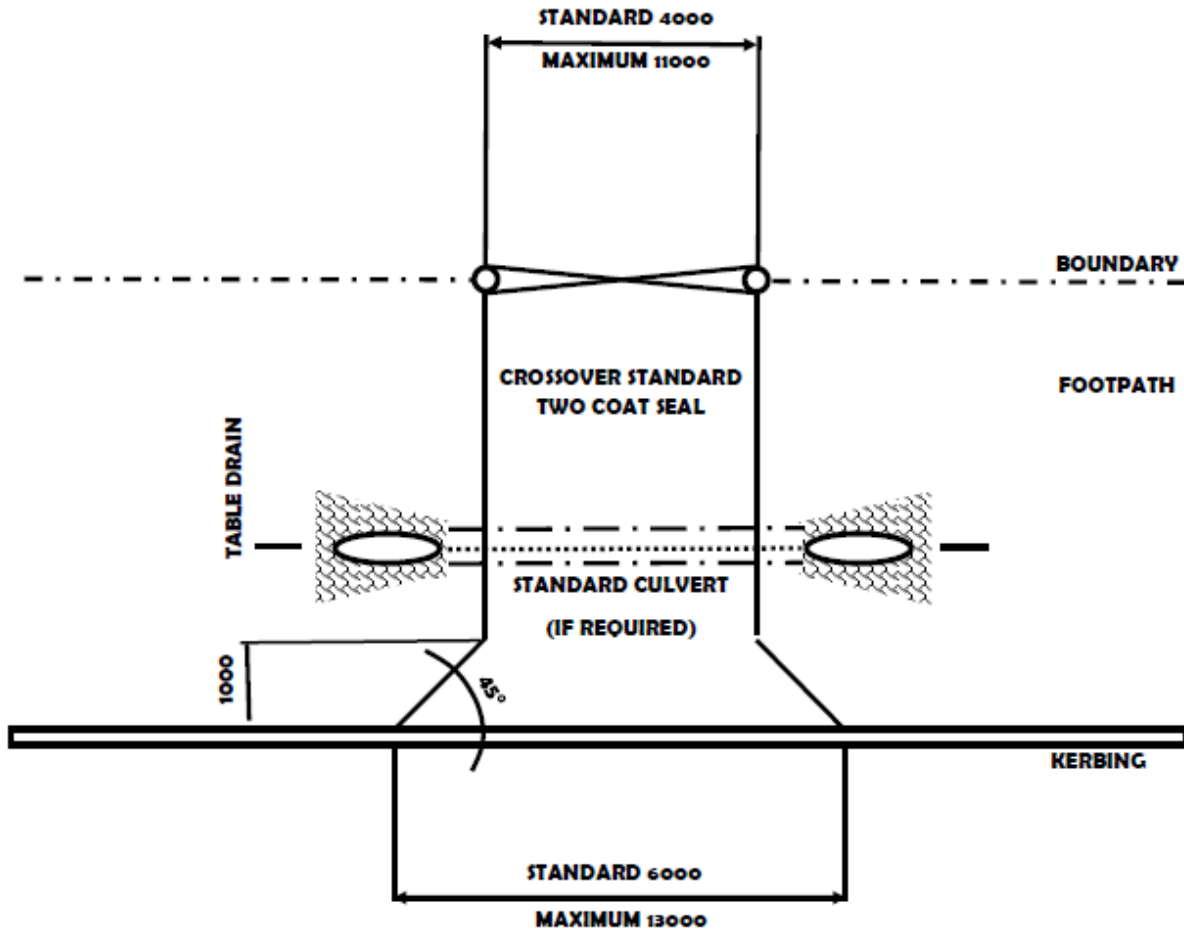 STANDARD 4000
MAXIMUM 11000
BOUNDARY
CROSSOVER STANDARD
TWO COAT SEAL
FOOTPATH
TABLE DRAIN
STANDARD CULVERT
(IF REQUIRED)
1000
45°
KERBING
STANDARD 6000
MAXIMUM 13000